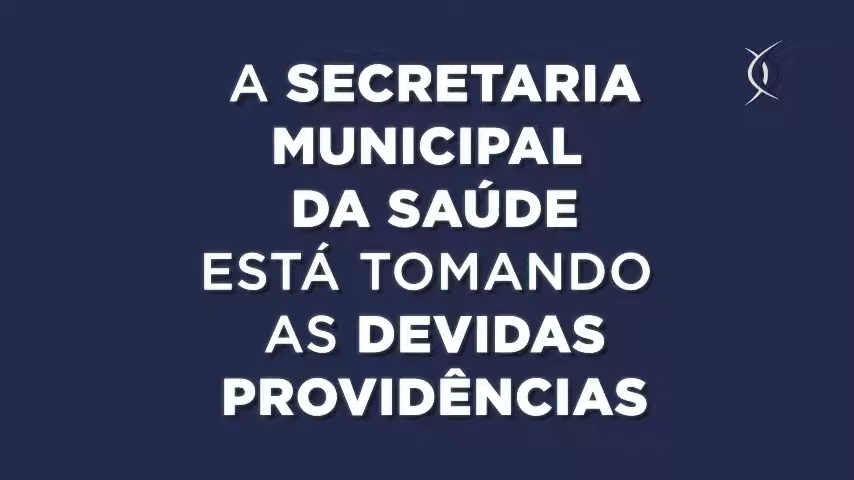 A SECRETARIA
MUNICIPAL
DA SAÚDE
ESTÁ TOMANDO
AS DEVIDAS
PROVIDÊNCIAS